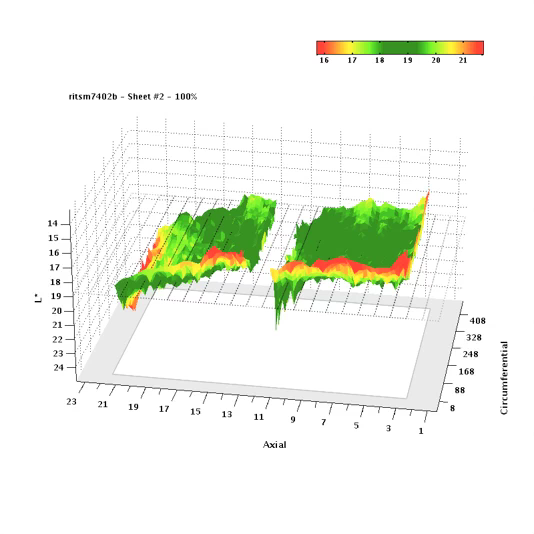 16 17 18 19 20 21
ritsm7402b - Sheet #2 - 100%
14
15
16
17
18
19
20
21
22
23
24
L*
408
328
248
168
88
8
Circumferential
23 21 19 17 15 13 11 9 7 5 3 1
Axial